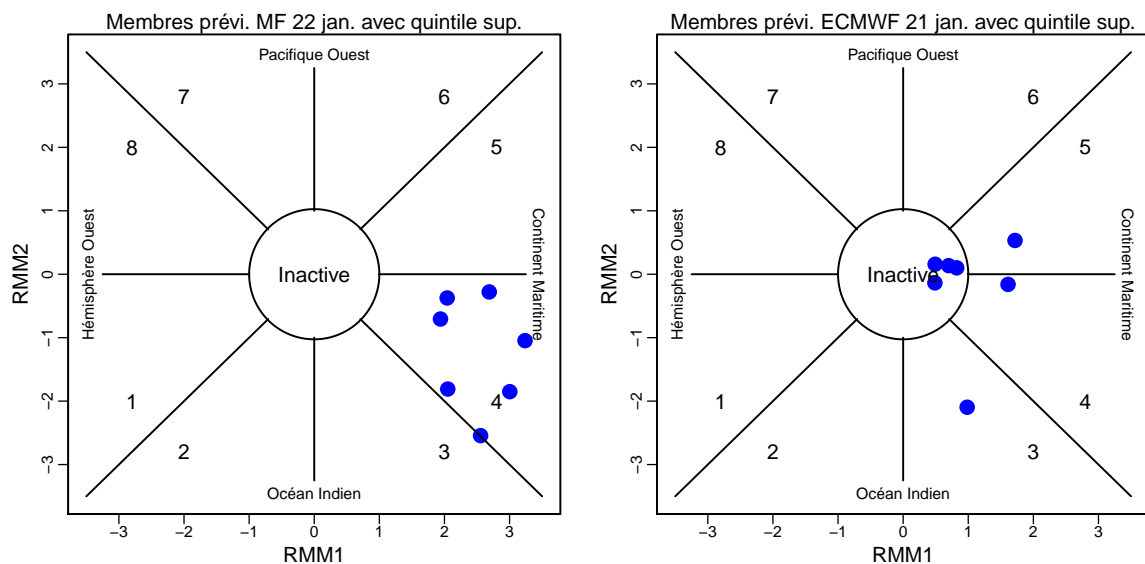 Membres prévi. MF 22 jan. avec quintile sup.
Pacifique Ouest
7
6
8
5
Hémisphère Ouest
Inactive
Continent Maritime
1
4
2
3
Océan Indien
RMM2
3
2
1
0
−1
−2
−3
−3
−2
−1
0
1
2
3
RMM1
Membres prévi. ECMWF 21 jan. avec quintile sup.
Pacifique Ouest
7
6
8
5
Hémisphère Ouest
Inactive
Continent Maritime
1
4
2
3
Océan Indien
RMM2
3
2
1
0
−1
−2
−3
−3
−2
−1
0
1
2
3
RMM1